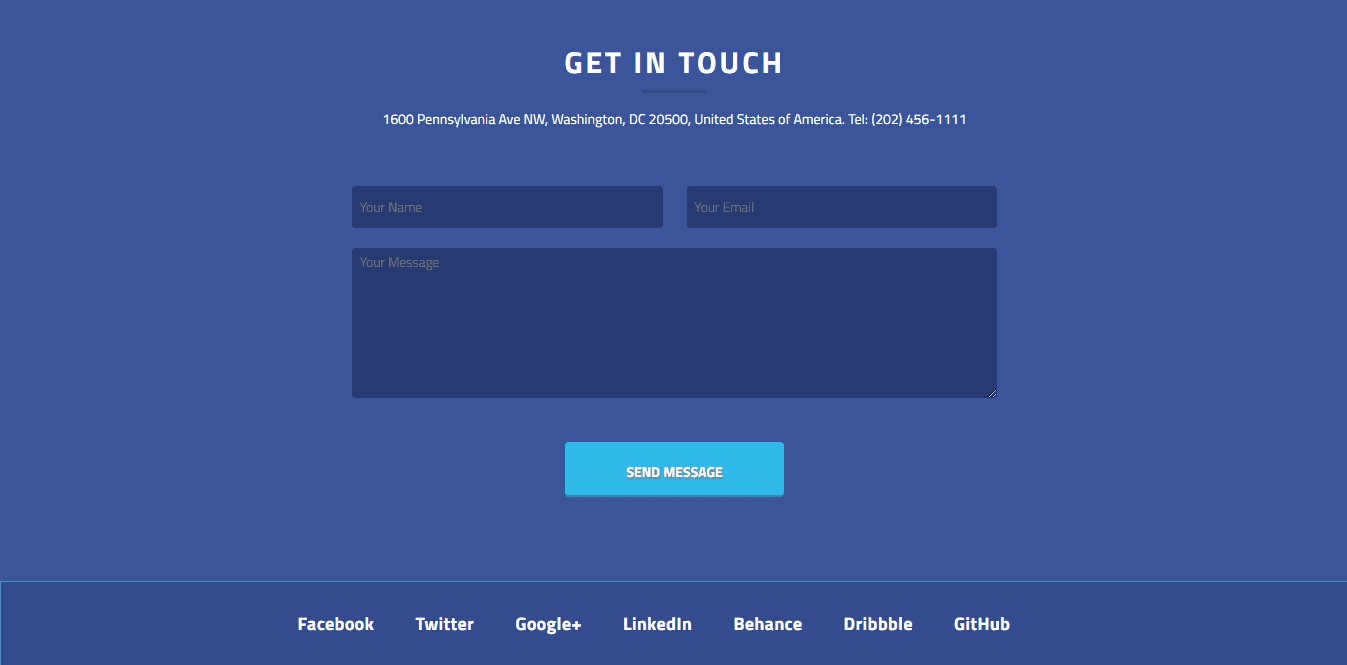 GET IN TOUCH
1600 Pennsylvania Ave NW, Washington, DC 20500, United States of America. Tel: (202) 456-1111
Your Name Your Email
Your Message
SEND MESSAGE
Facebook Twitter Google+ LinkedIn Behance Dribbble GitHub